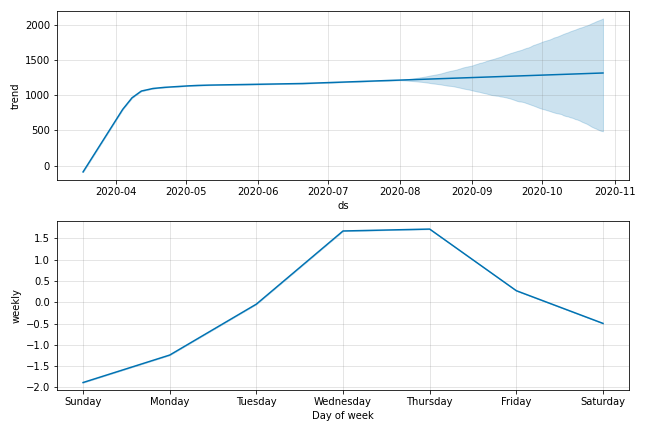 2000
1500
1000
500
0
trend
2020-04 2020-05 2020-06 2020-07 2020-08 2020-09 2020-10 2020-11
ds
1.5
1.0
0.5
0.0
−0.5
−1.0
−1.5
−2.0
weekly
Sunday Monday Tuesday Wednesday Thursday Friday Saturday
Day of week